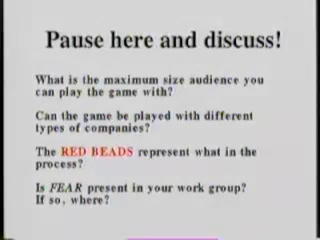 Pause here and discuss!
What is the maximum size audience you
can play the game with?
Can the game be played with different
types of companies?
The RED BEADS represent what in the
process?
Is FEAR present in your work group?
If so, where?